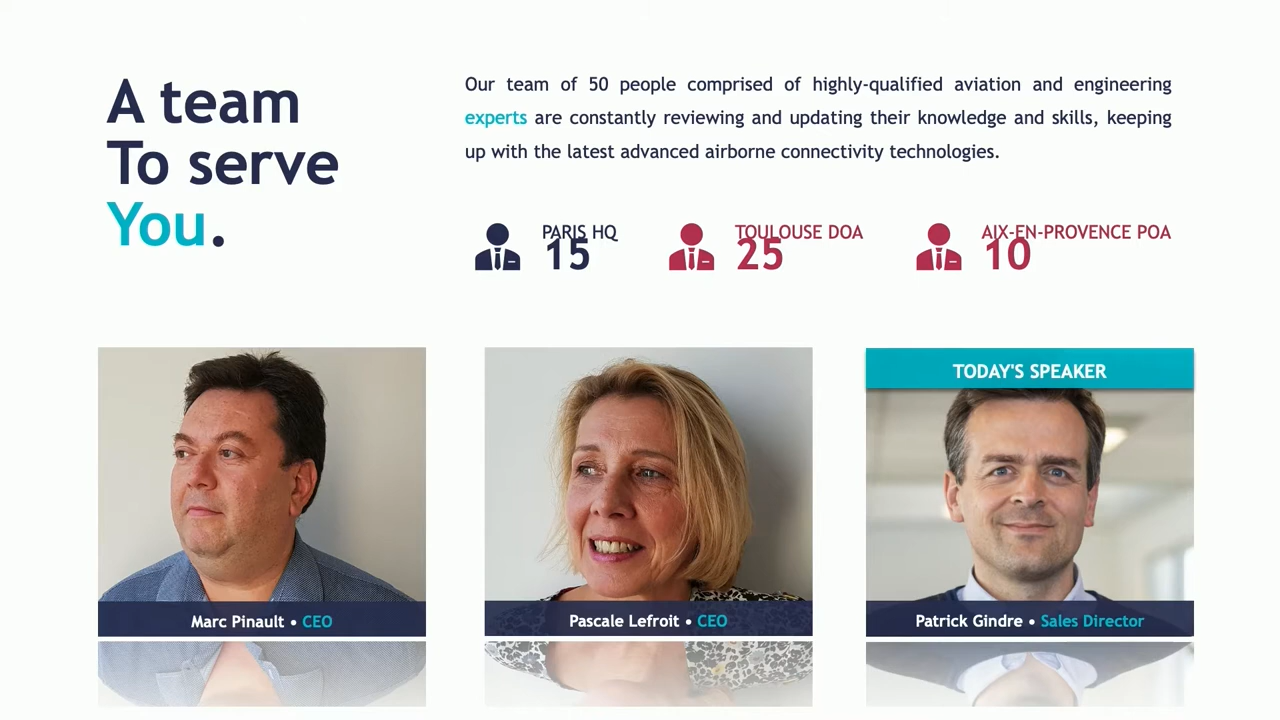 A team
To serve
You.
Our team of 50 people comprised of highly-qualified aviation and engineering
experts are constantly reviewing and updating their knowledge and skills, keeping
up with the latest advanced airborne connectivity technologies.
PARIS HQ
15
TOULOUSE DOA
25
AIX-EN-PROVENCE POA
10
TODAY'S SPEAKER
Marc Pinault • CEO
Pascale Lefroit • CEO
Patrick Gindre • Sales Director